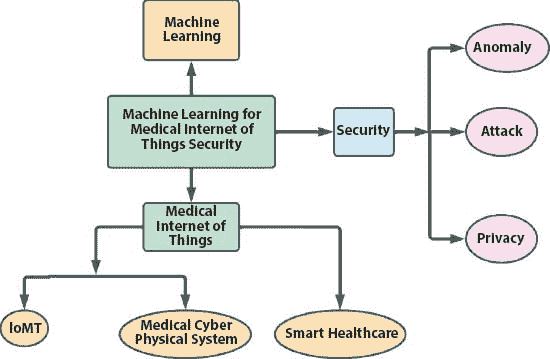 Machine
Learning
Anomaly
Machine Learning for
Medical Internet of
Things Security
Security
Attack
Medical
Internet of
Things
Privacy
IoMT
Medical Cyber
Physical System
Smart Healthcare